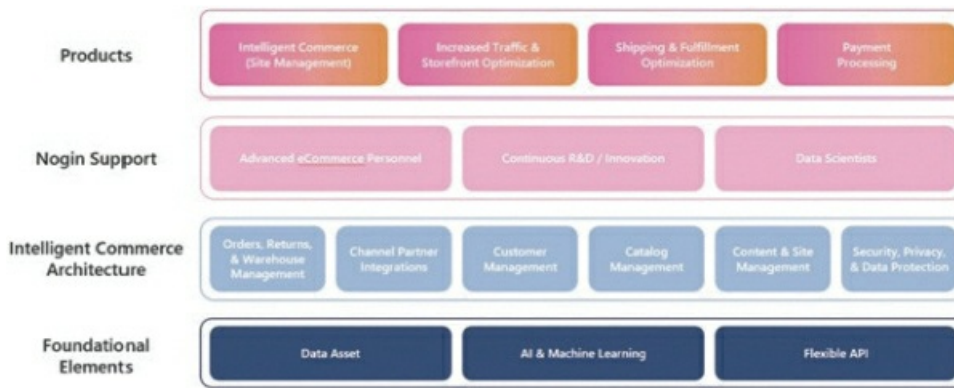 Products
Intelligent Commerce
(Site Management)
Increased Traffic &
Storefront Optimization
Shipping & Fulfillment
Optimization
Payment
Processing
Nogin Support
Advanced eCommerce Personnel
Continuous R&D / Innovation
Data Scientists
Intelligent Commerce
Architecture
Orders, Returns,
& Warehouse
Management
Channel Partner
Integrations
Customer
Management
Catalog
Management
Content & Site
Management
Security, Privacy,
& Data Protection
Foundational
Elements
Data Asset
AI & Machine Learning
Flexible API